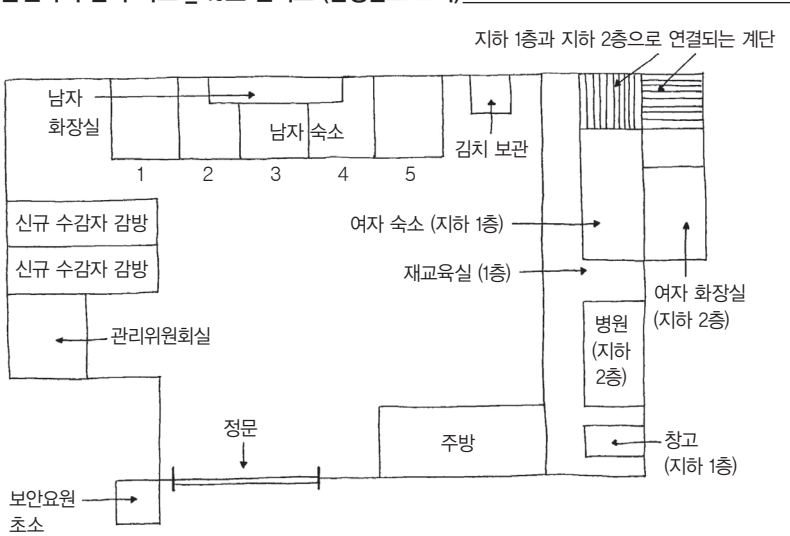 지하 1층과 지하 2층으로 연결되는 계단
남자
화장실
남자 숙소
김치 보관
1 2 3 4 5
신규 수감자 감방
여자 숙소 (지하 1층)
신규 수감자 감방
재교육실 (1층)
여자 화장실
(지하 2층)
병원
(지하
2층)
관리위원회실
정문
주방
창고
(지하 1층)
보안요원
초소